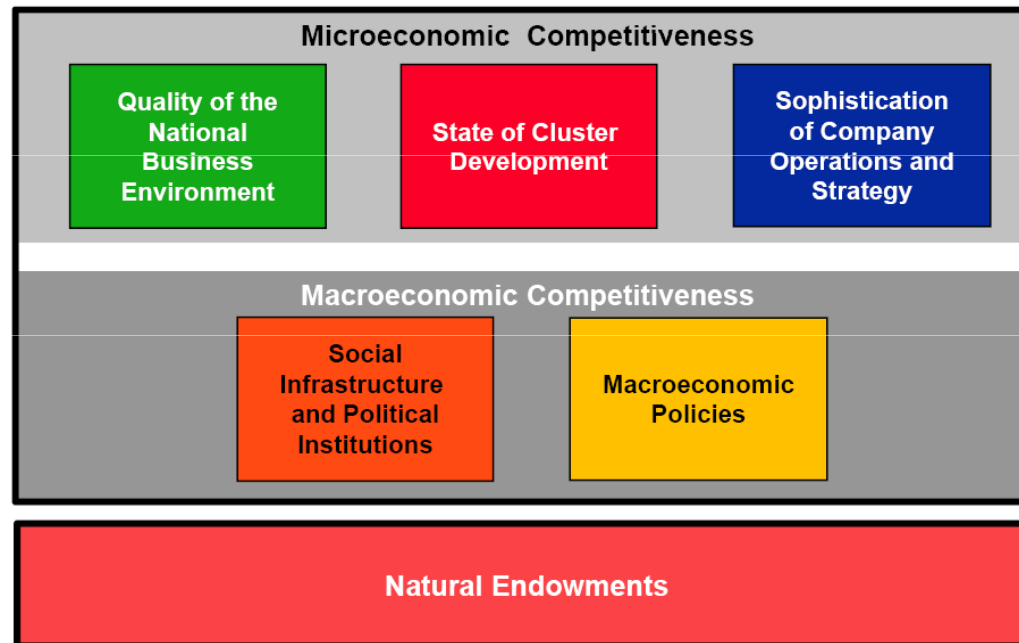 Microeconomic Competitiveness
Quality of the
National
Business
Environment
State of Cluster
Development
Sophistication
of Company
Operations and
Strategy
Macroeconomic Competitiveness
Social
Infrastructure
and Political
Institutions
Macroeconomic
Policies
Natural Endowments